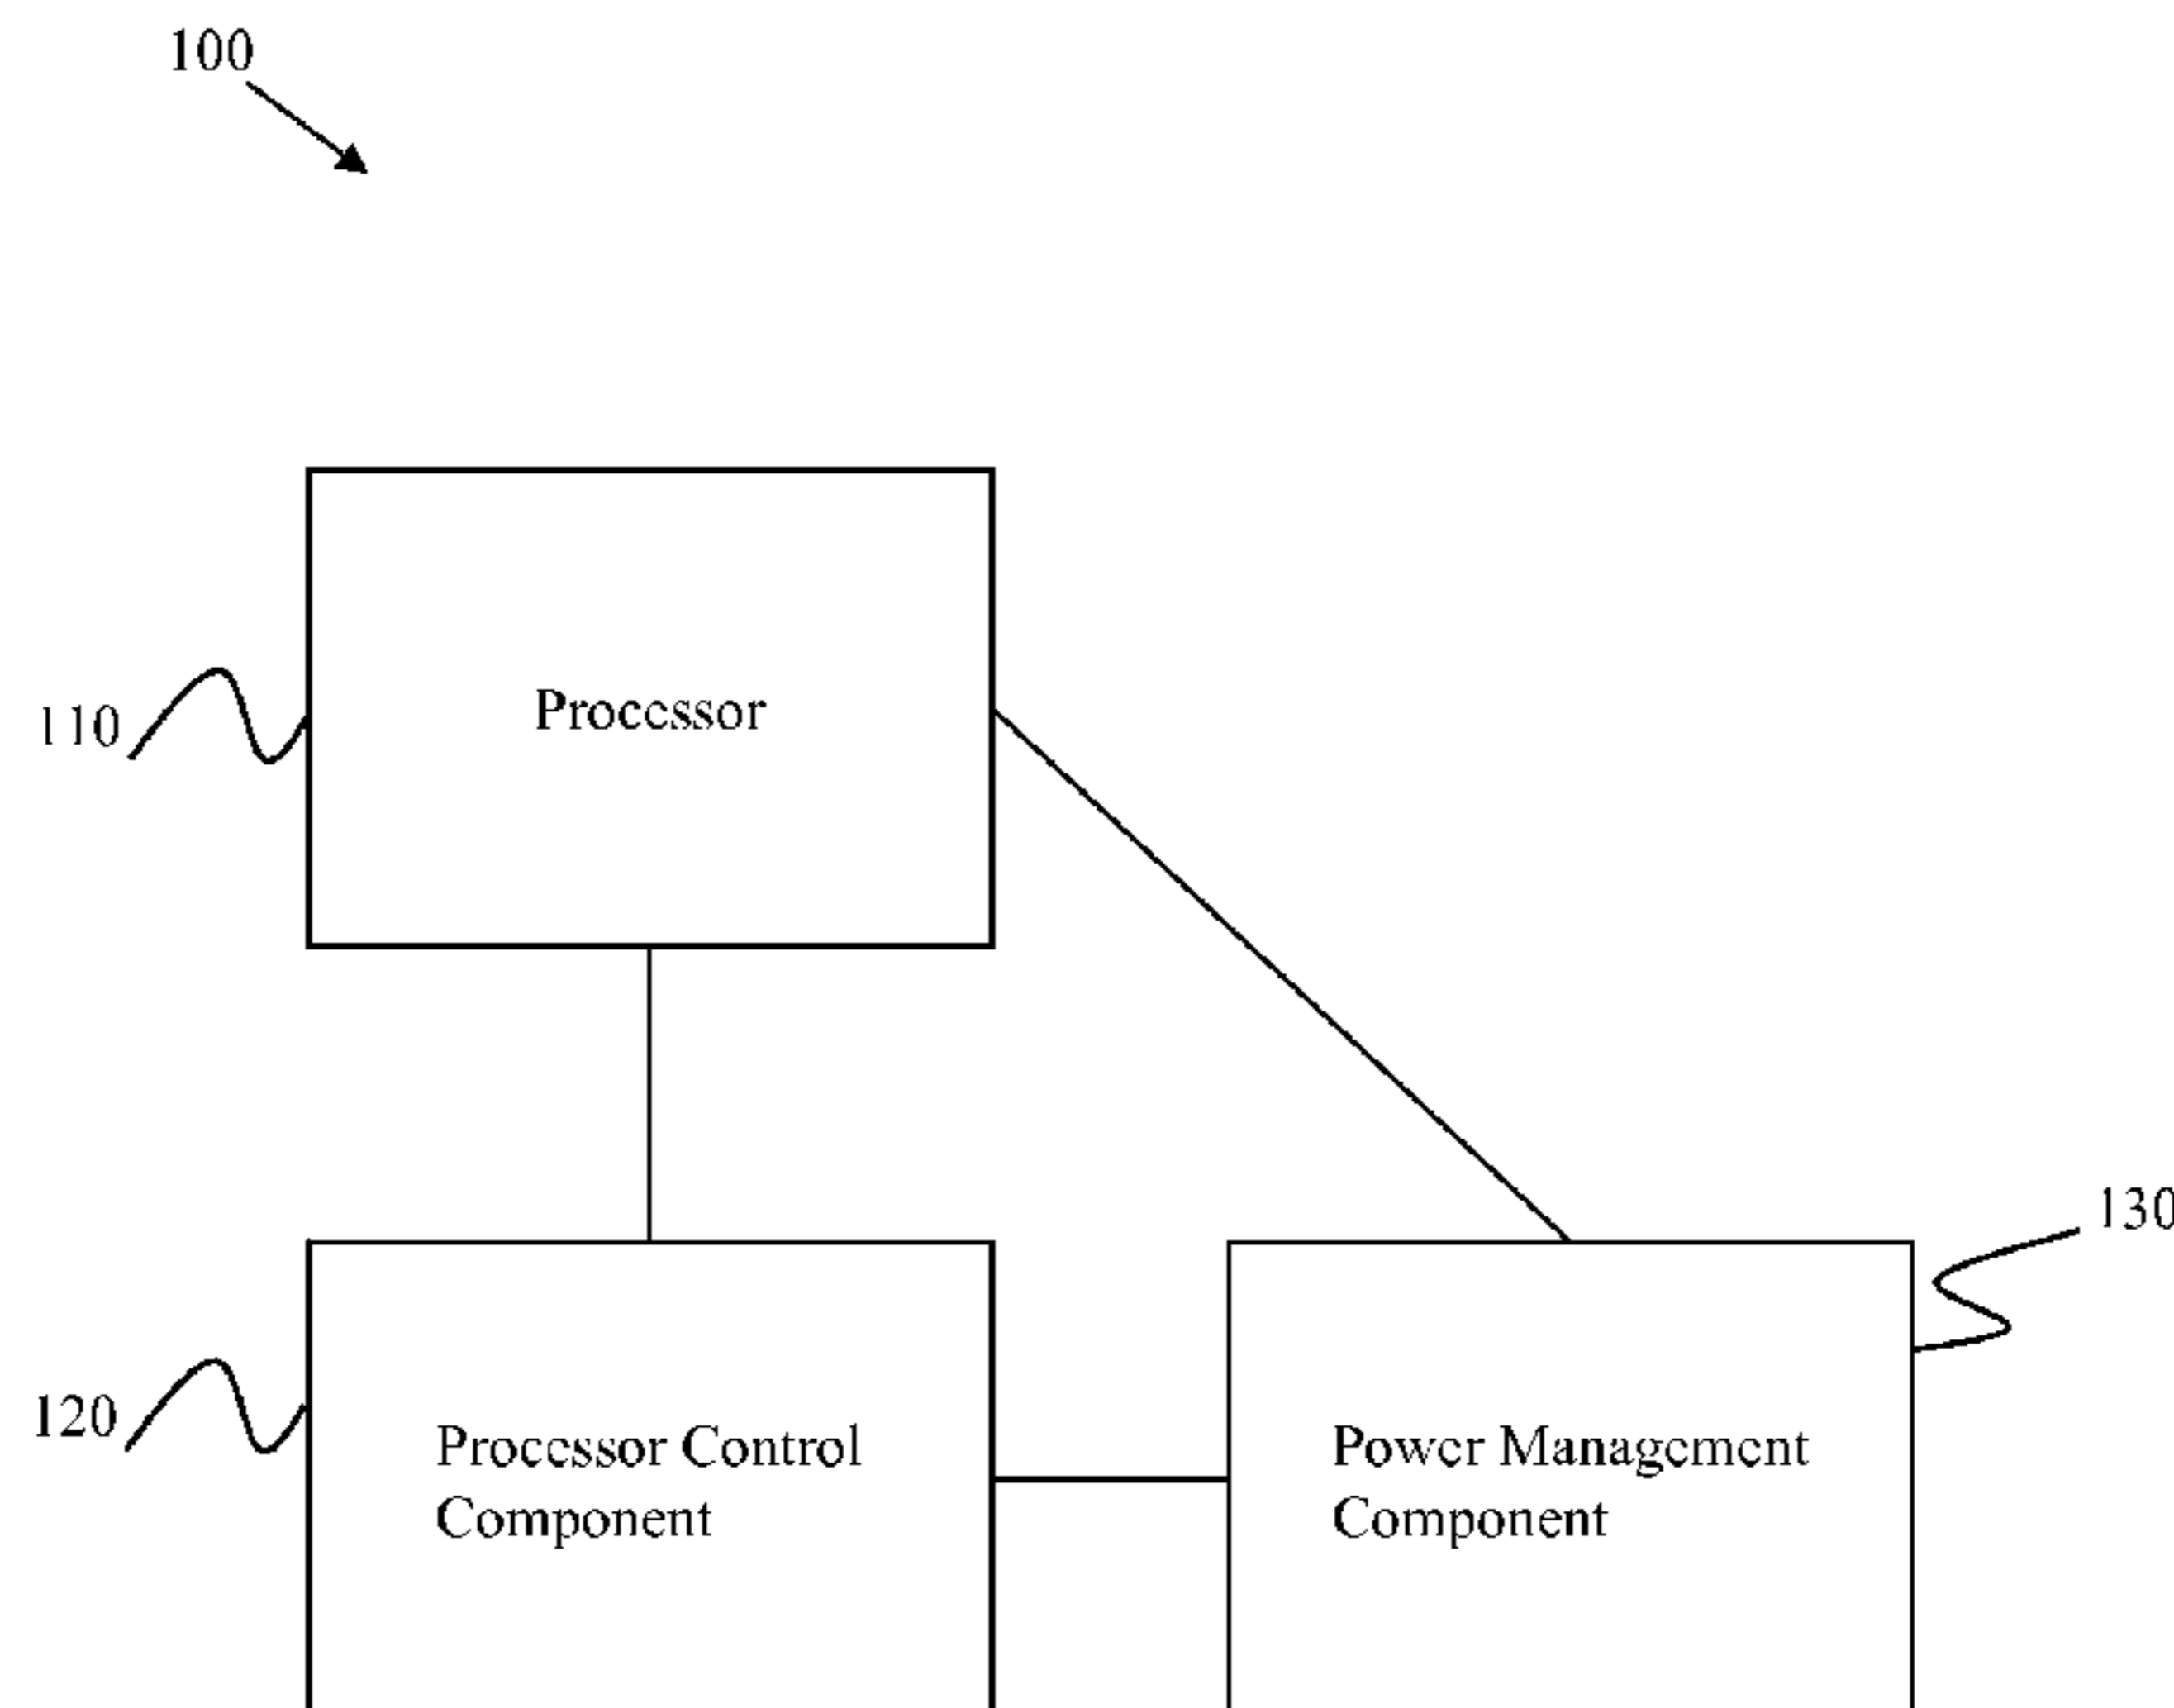 100
110
Processor
130
120
Processor Control
Component
Power Management
Component